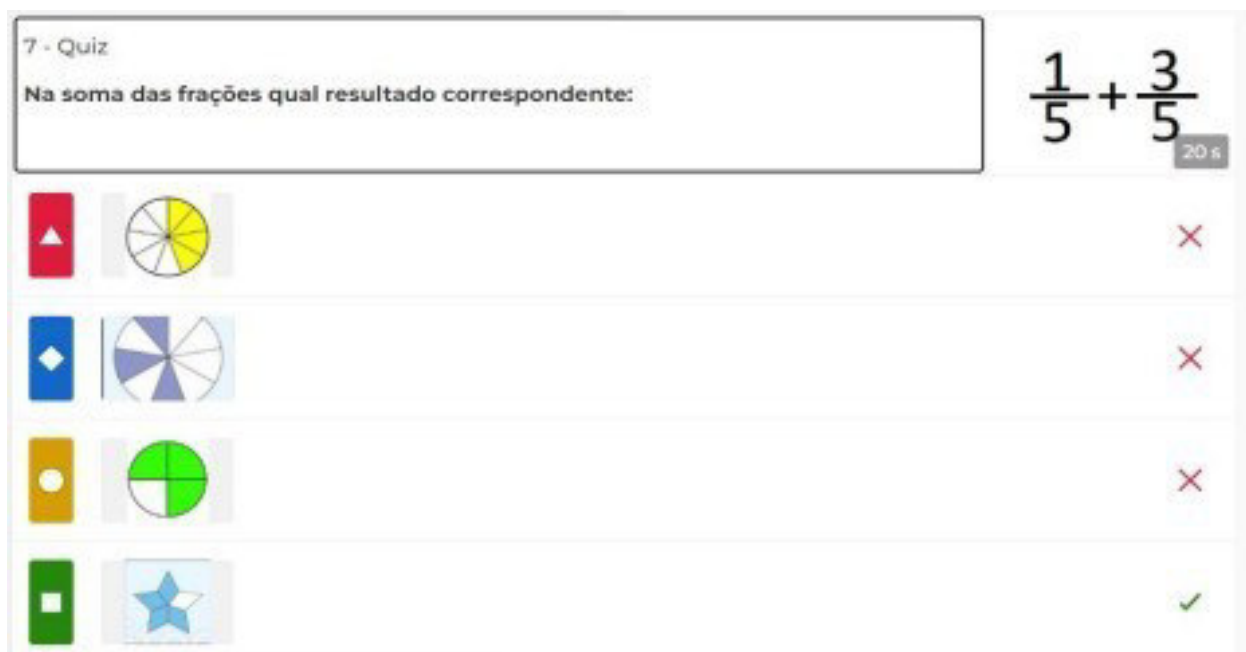 7 - Quiz
Na soma das frações qual resultado correspondente:
1/5 + 3/5
20 s